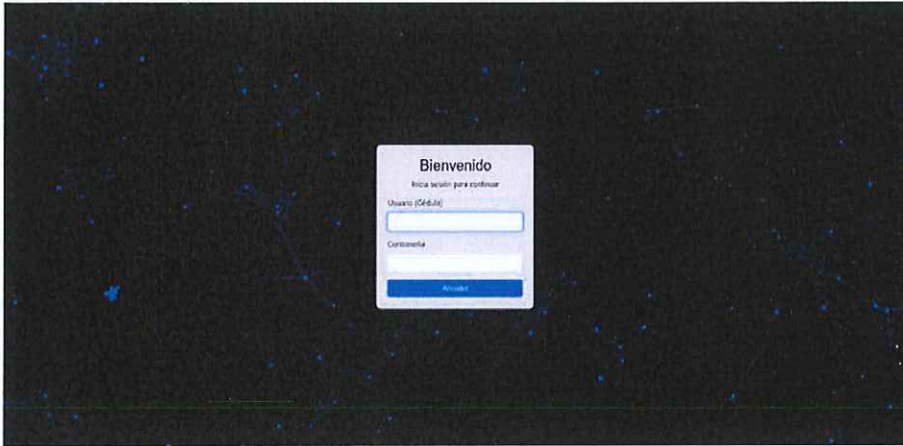 Bienvenido
Inicia sesión para continuar
Usuario (Cédula)
Contraseña
Acceder